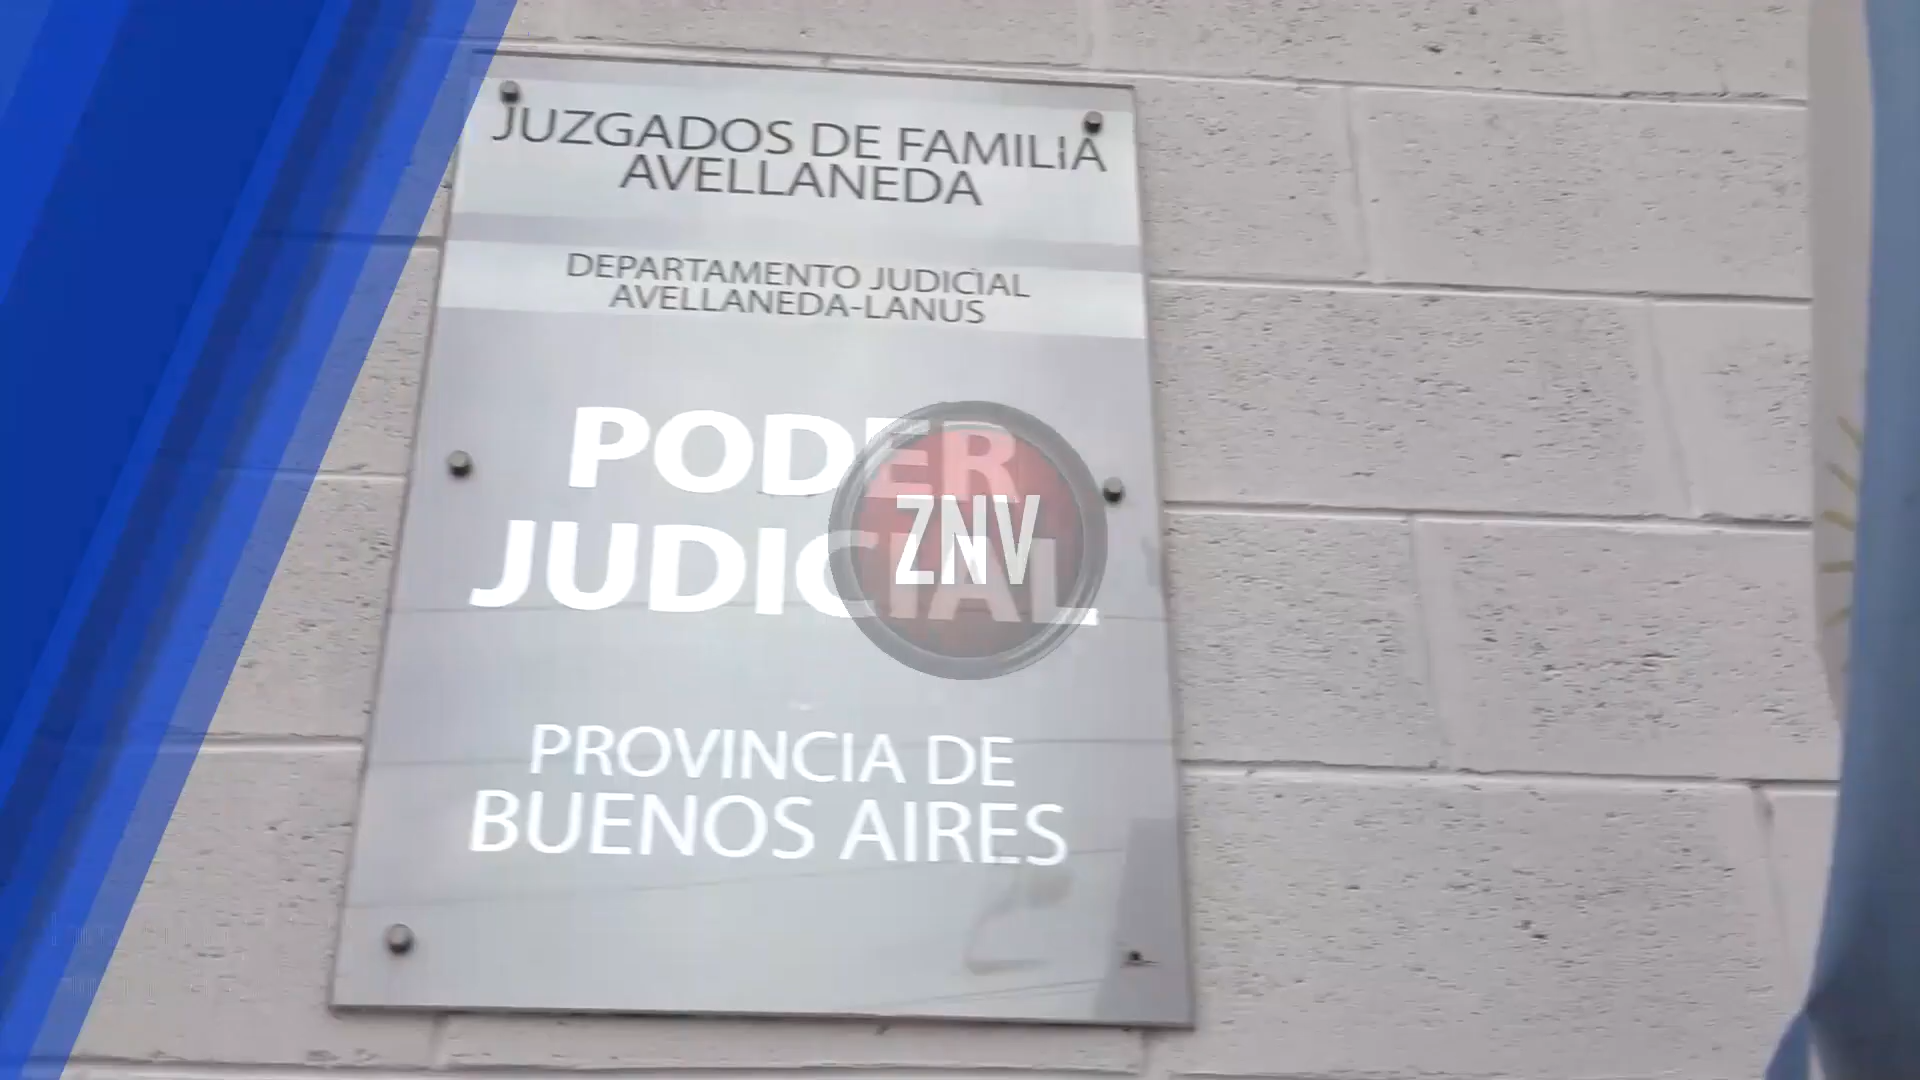 JUZGADOS DE FAMILIA
AVELLANEDA
DEPARTAMENTO JUDICIAL
AVELLANEDA-LANUS
PODER
JUDICIAL
ZNV
PROVINCIA DE
BUENOS AIRES